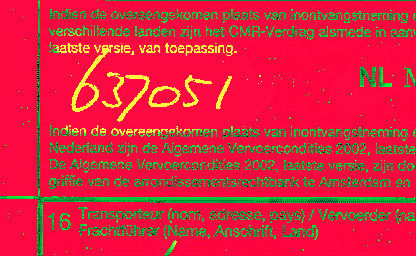 Indien de overeengekomen plaats van inontvangstneming
verschillende landen zijn het CMR-Verdrag alsmede in aanv
laatste versie, van toepassing.
637051
NL
Indien de overeengekomen plaats van inontvangstneming
Nederland zijn de Algemene Vervoercondities 2002, laatste
De Algemene Vervoercondities 2002, laatste versie, zijn
griffie van de arrondissementsrechtbank te Amsterdam en
16 Transporteur (nom, adresse, pays) / Vervoerder (na
Frachtführer (Name, Anschrift, Land)